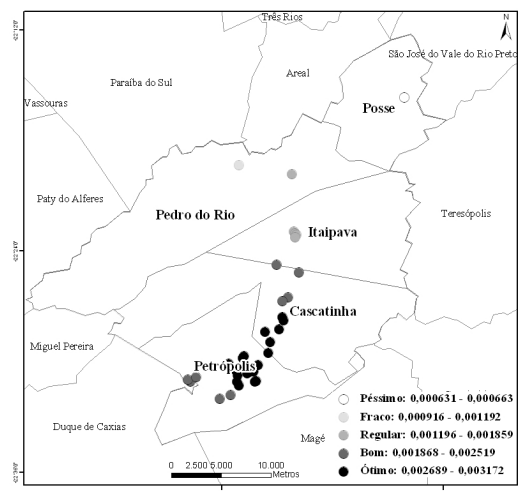 Três Rios
N
São José do Vale do Rio Preto
Areal
Paraíba do Sul
Vassouras
Posse
Paty do Alferes
Pedro do Rio
Teresópolis
Itaipava
Cascatinha
Miguel Pereira
Petrópolis
Péssimo: 0,000631 - 0,000663
Fraco: 0,000916 - 0,001192
Duque de Caxias
Regular: 0,001196 - 0,001859
Magé
Bom: 0,001868 - 0,002519
Ótimo: 0,002689 - 0,003172
0 2.500 5.000 10.000
Metros